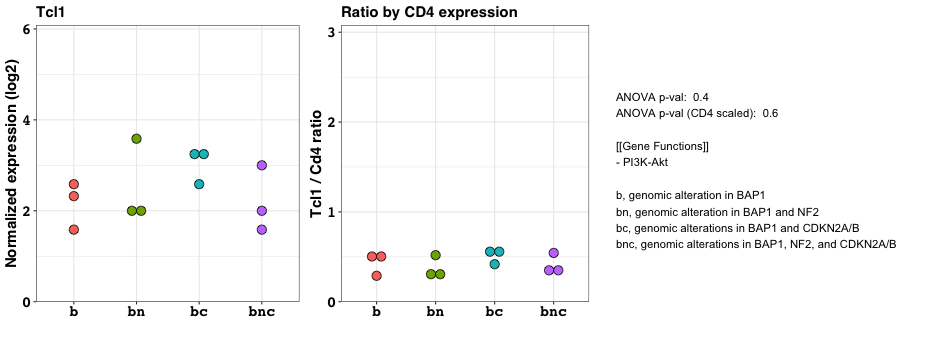 Tcl1
Normalized expression (log2)
6
4
2
0
b bn bc bnc
Ratio by CD4 expression
Tcl1 / Cd4 ratio
3
2
1
0
b bn bc bnc
ANOVA p-val: 0.4
ANOVA p-val (CD4 scaled): 0.6
[[Gene Functions]]
- PI3K-Akt
b, genomic alteration in BAP1
bn, genomic alteration in BAP1 and NF2
bc, genomic alterations in BAP1 and CDKN2A/B
bnc, genomic alterations in BAP1, NF2, and CDKN2A/B